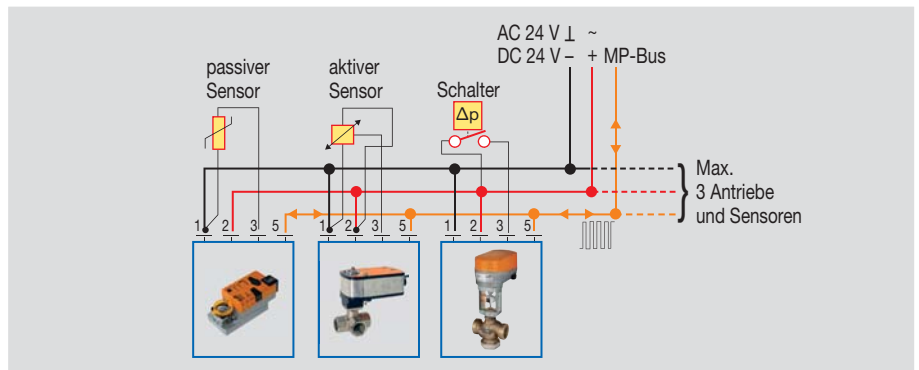 AC 24 V ⊥ ~
DC 24 V – + MP-Bus
passiver
Sensor
aktiver
Sensor
Schalter
Δp
Max.
3 Antriebe
und Sensoren
1 2 3 5 1 2 3 5 1 2 3 5